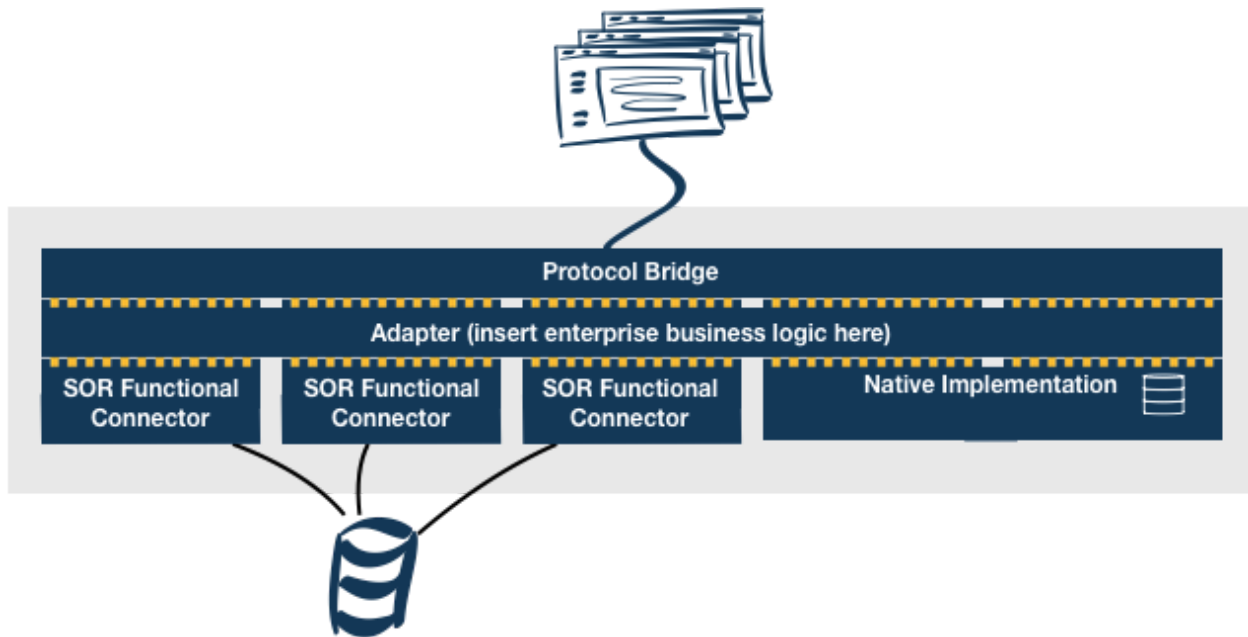 Protocol Bridge
Adapter (insert enterprise business logic here)
SOR Functional
Connector
SOR Functional
Connector
SOR Functional
Connector
Native Implementation